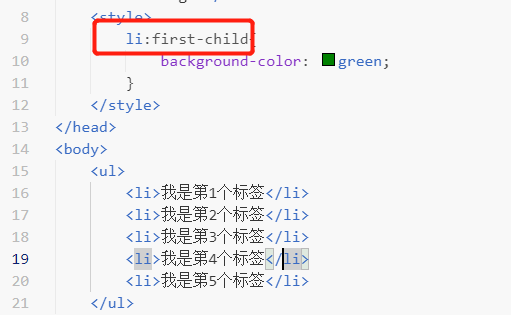 8 <style>
9 li:first-child{
10 background-color: green;
11 }
12 </style>
13 </head>
14 <body>
15 <ul>
16 <li>我是第1个标签</li>
17 <li>我是第2个标签</li>
18 <li>我是第3个标签</li>
19 <li>我是第4个标签</li>
20 <li>我是第5个标签</li>
21 </ul>